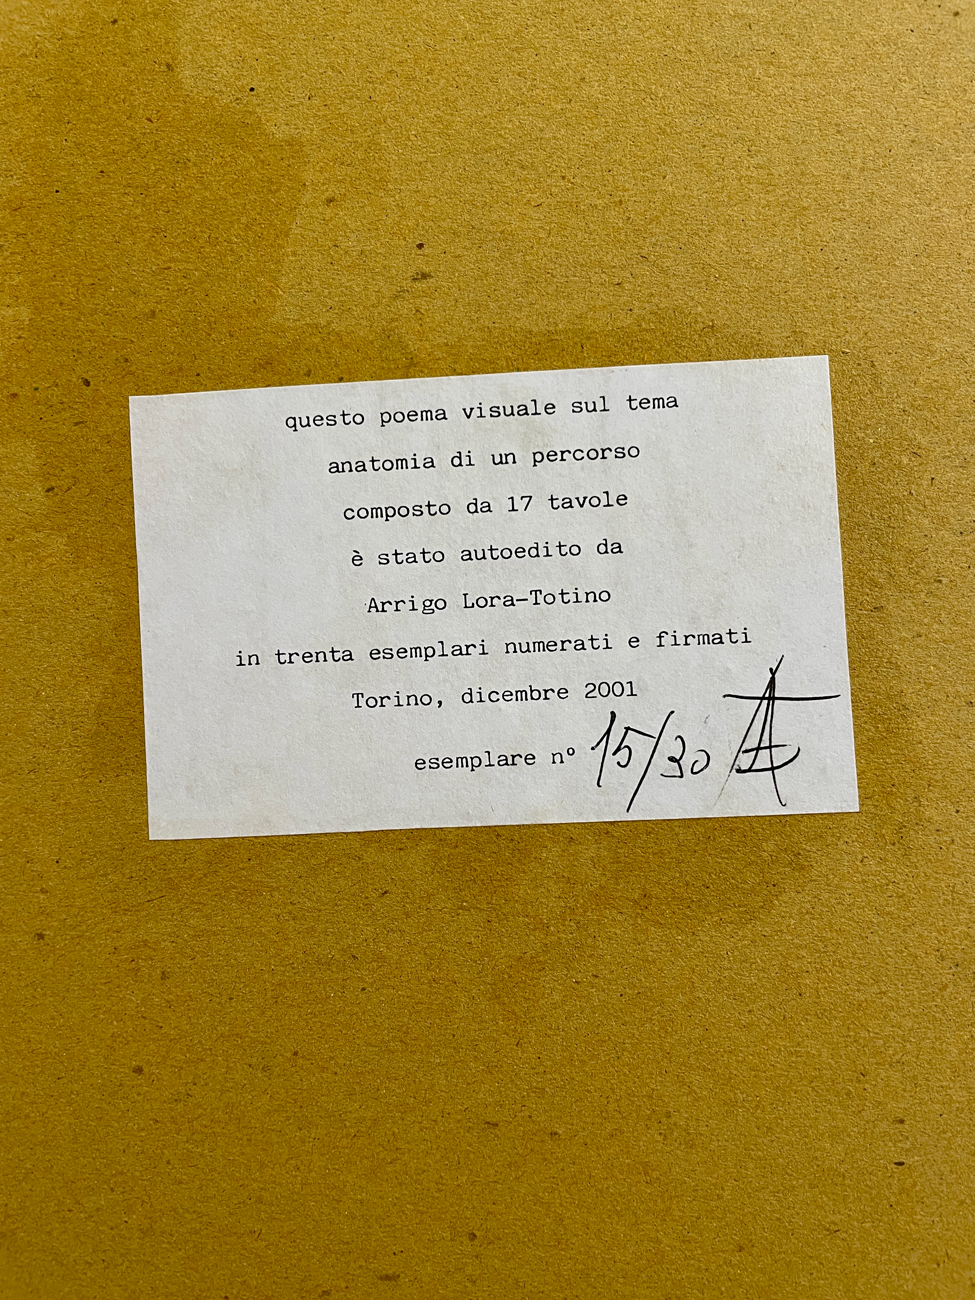 questo poema visuale sul tema
anatomia di un percorso
composto da 17 tavole
è stato autoedito da
Arrigo Lora-Totino
in trenta esemplari numerati e firmati
Torino, dicembre 2001
esemplare nº 15/30